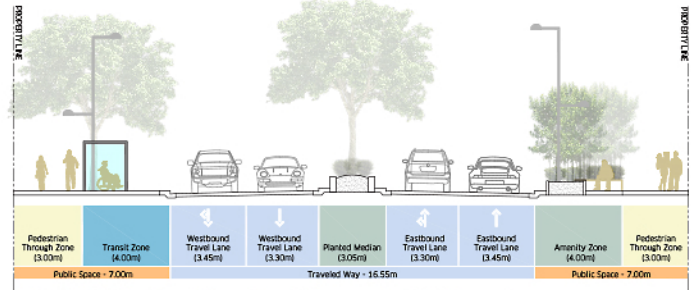 PROPERTY LINE
PROPERTY LINE
Pedestrian
Through Zone
(3.00m)
Transit Zone
(4.00m)
Westbound
Travel Lane
(3.45m)
Westbound
Travel Lane
(3.30m)
Planted Median
(3.05m)
Eastbound
Travel Lane
(3.30m)
Eastbound
Travel Lane
(3.45m)
Amenity Zone
(4.00m)
Pedestrian
Through Zone
(3.00m)
Public Space - 7.00m
Traveled Way - 16.55m
Public Space - 7.00m